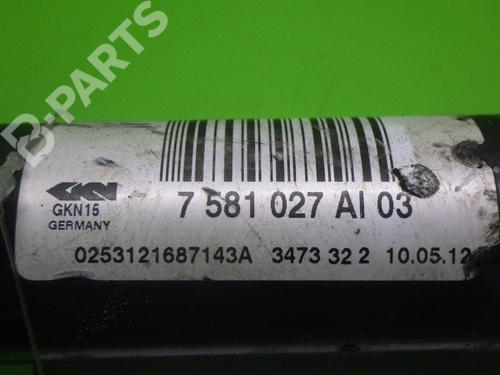 B-PARTS
GKN
GKN15
GERMANY
7 581 027 AI 03
0253121687143A 3473 32 2 10.05.12